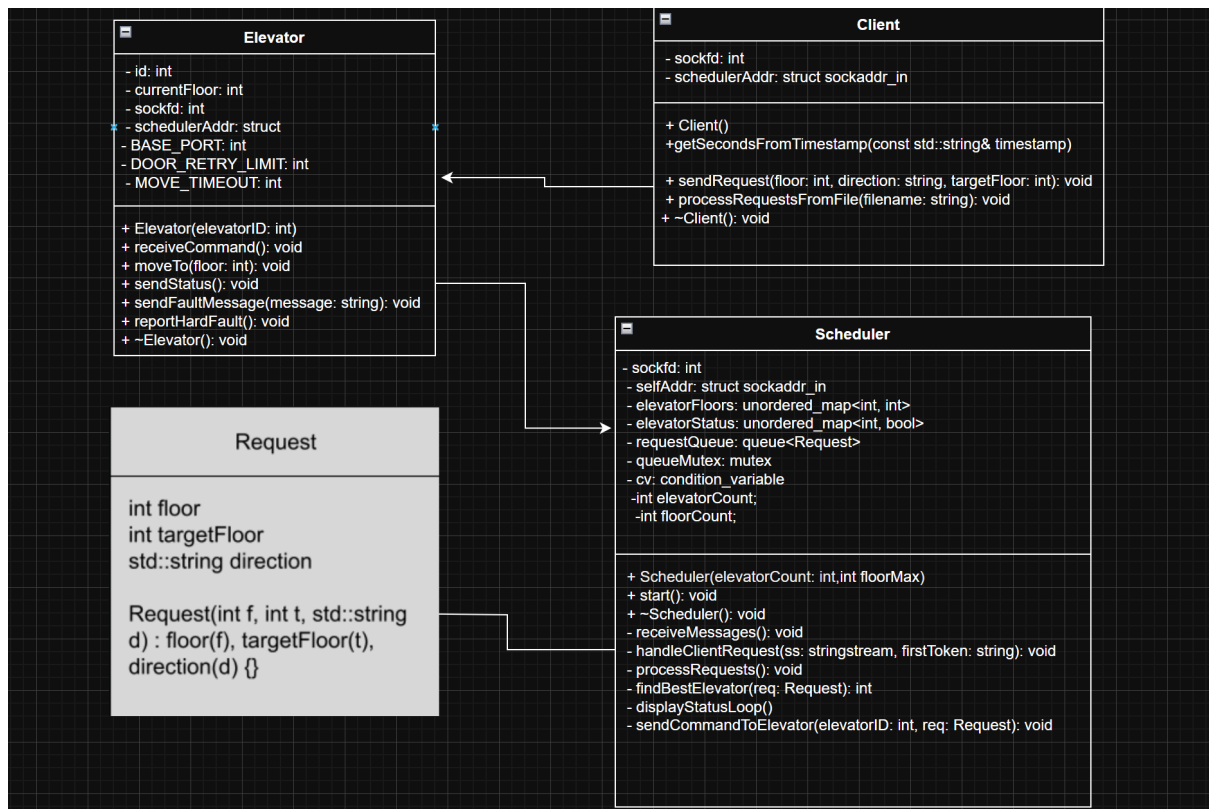 Elevator
- id: int
- currentFloor: int
- sockfd: int
- schedulerAddr: struct
- BASE_PORT: int
- DOOR_RETRY_LIMIT: int
- MOVE_TIMEOUT: int
+ Elevator(elevatorID: int)
+ receiveCommand(): void
+ moveTo(floor: int): void
+ sendStatus(): void
+ sendFaultMessage(message: string): void
+ reportHardFault(): void
+ ~Elevator(): void
Client
- sockfd: int
- schedulerAddr: struct sockaddr_in
+ Client()
+getSecondsFromTimestamp(const std::string& timestamp)
+ sendRequest(floor: int, direction: string, targetFloor: int): void
+ processRequestsFromFile(filename: string): void
+ ~Client(): void
Request
int floor
int targetFloor
std::string direction
Request(int f, int t, std::string
d) : floor(f), targetFloor(t),
direction(d) {}
Scheduler
- sockfd: int
- selfAddr: struct sockaddr_in
- elevatorFloors: unordered_map<int, int>
- elevatorStatus: unordered_map<int, bool>
- requestQueue: queue<Request>
- queueMutex: mutex
- cv: condition_variable
-int elevatorCount;
-int floorCount;
+ Scheduler(elevatorCount: int,int floorMax)
+ start(): void
+ ~Scheduler(): void
- receiveMessages(): void
- handleClientRequest(ss: stringstream, firstToken: string): void
- processRequests(): void
- findBestElevator(req: Request): int
- displayStatusLoop()
- sendCommandToElevator(elevatorID: int, req: Request): void